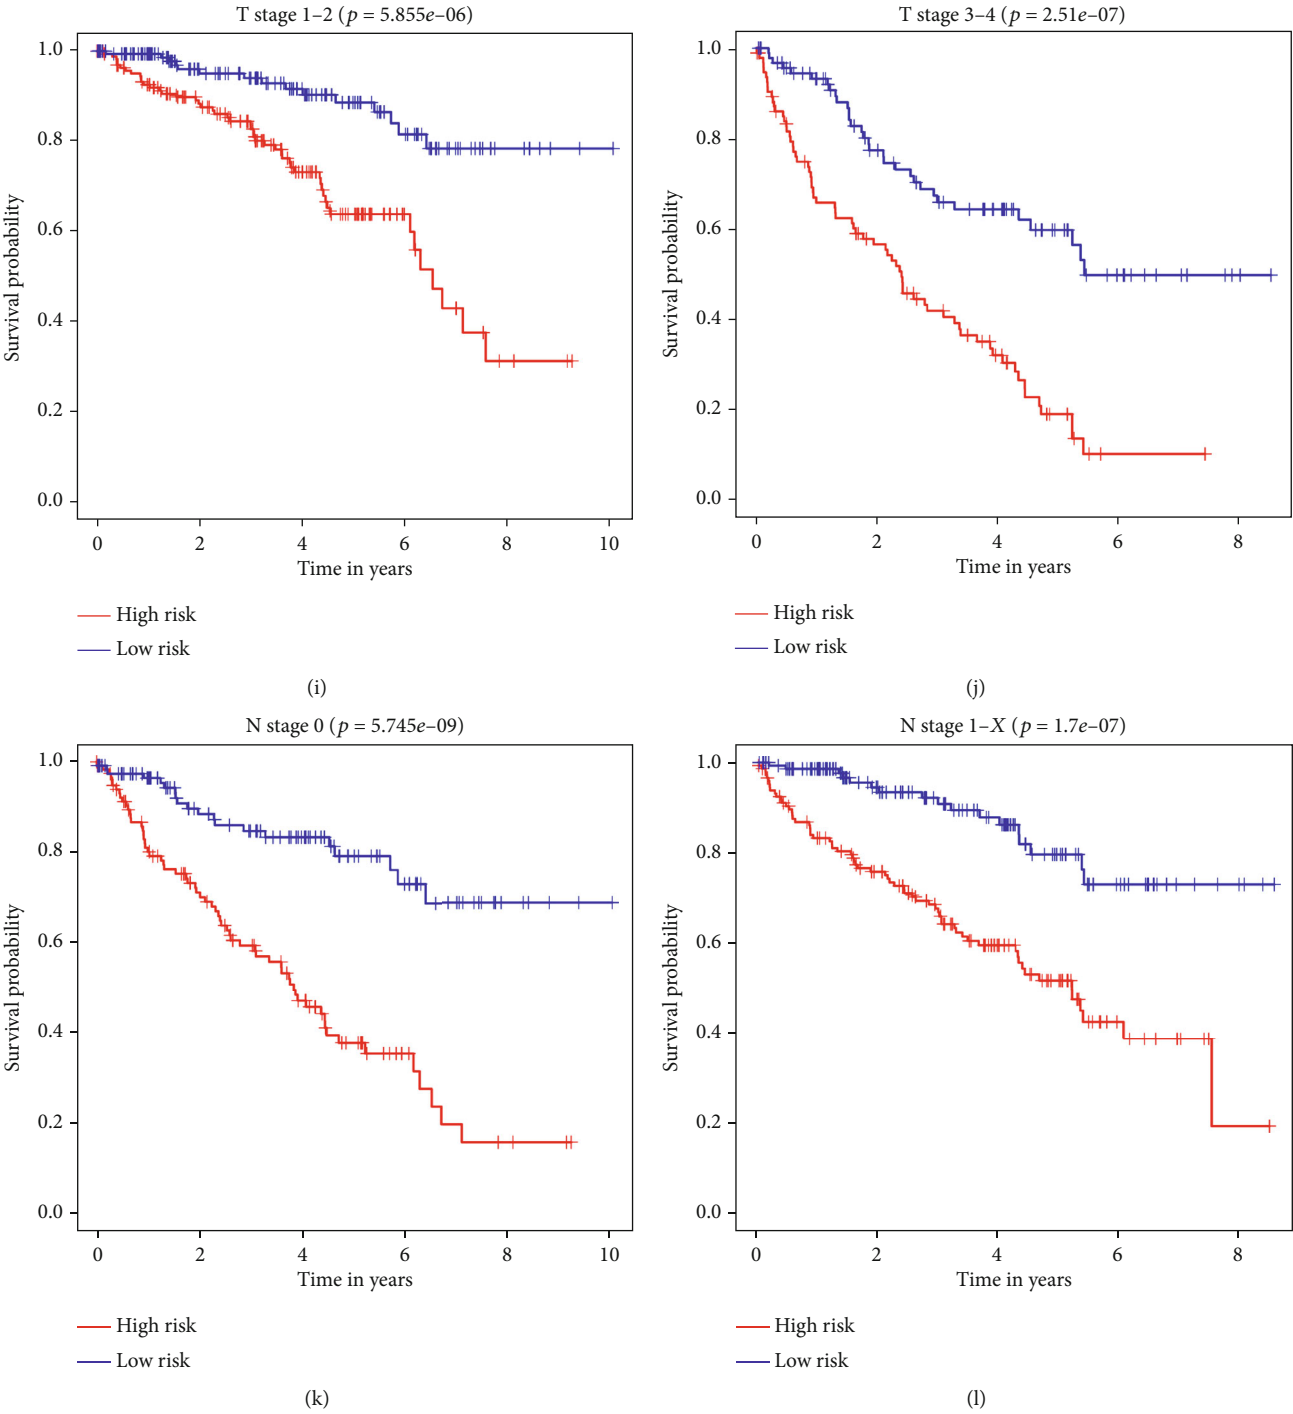 T stage 1–2 (p = 5.855e–06)
1.0
0.8
0.6
0.4
0.2
0.0
Survival probability
0 2 4 6 8 10
Time in years
High risk
Low risk
(i)
T stage 3–4 (p = 2.51e–07)
1.0
0.8
0.6
0.4
0.2
0.0
Survival probability
0 2 4 6 8
Time in years
High risk
Low risk
(j)
N stage 0 (p = 5.745e–09)
1.0
0.8
0.6
0.4
0.2
0.0
Survival probability
0 2 4 6 8 10
Time in years
High risk
Low risk
(k)
N stage 1–X (p = 1.7e–07)
1.0
0.8
0.6
0.4
0.2
0.0
Survival probability
0 2 4 6 8
Time in years
High risk
Low risk
(l)